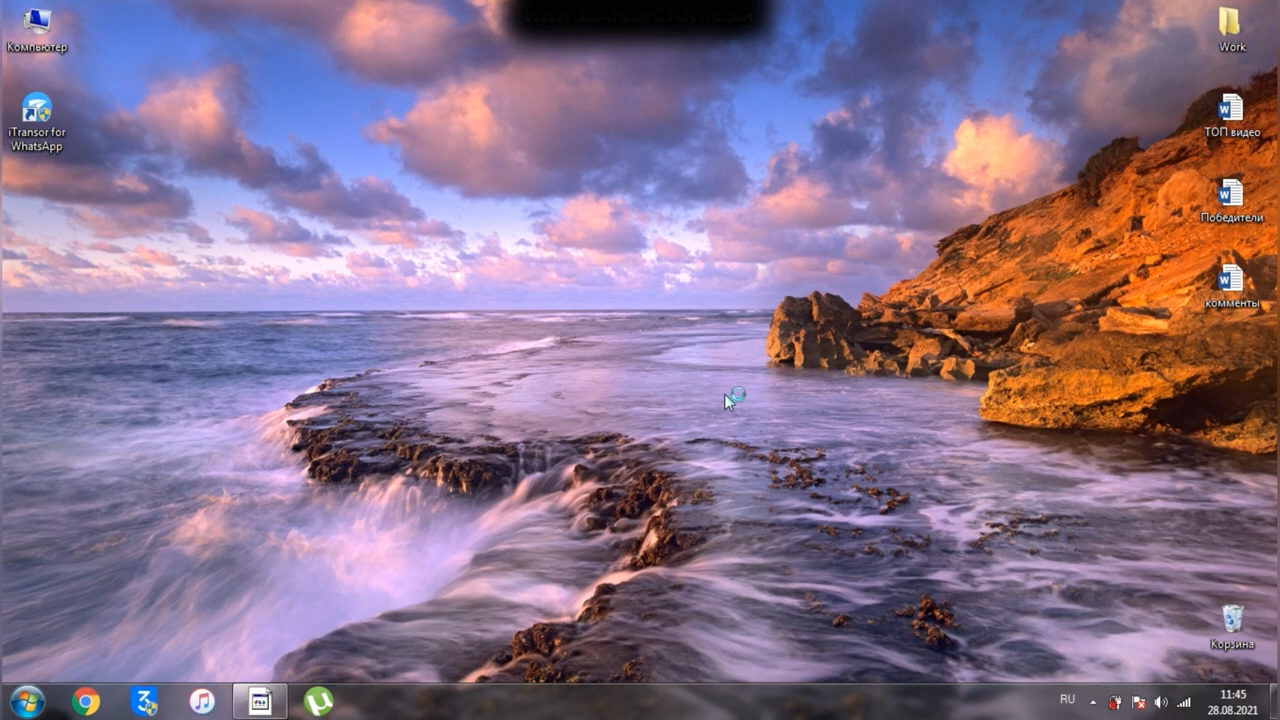 Компьютер
iTransor for
WhatsApp
Work
ТОП видео
Победители
комменты
Корзина
RU
11:45
28.08.2021